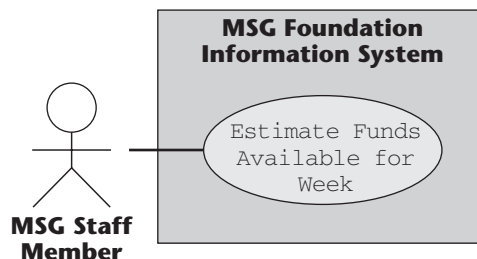 MSG Foundation
Information System
Estimate Funds
Available for
Week
MSG Staff
Member